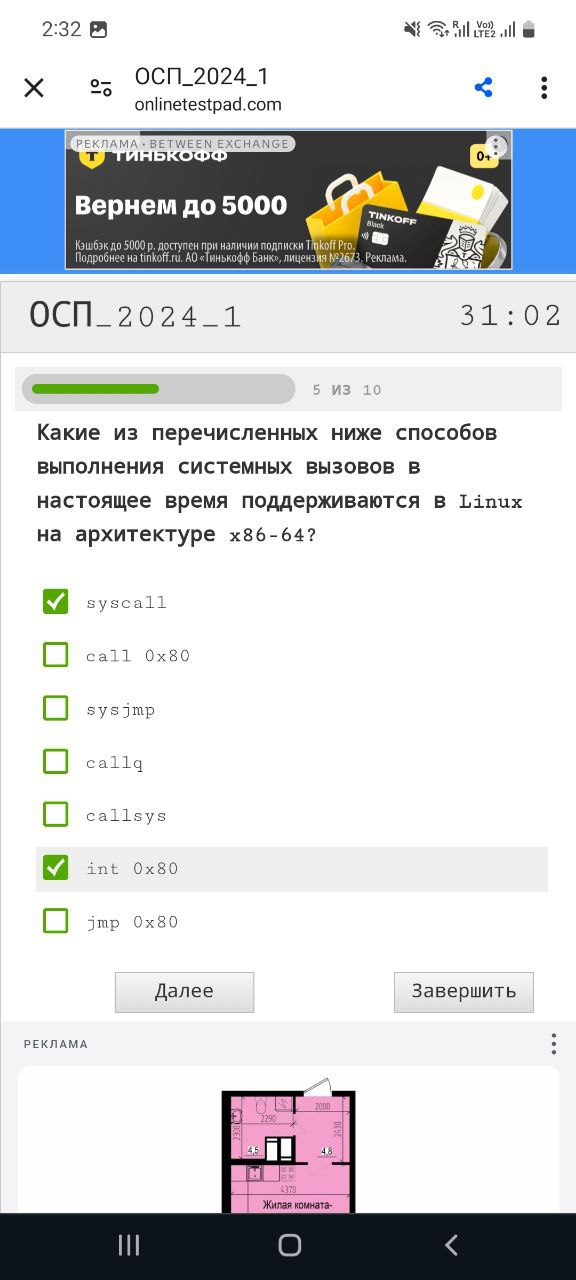 2:32
R
Vo))
LTE2
ОСП_2024_1
onlinetestpad.com
РЕКЛАМА • BETWEEN EXCHANGE
ТИНЬКОФФ
0+
Вернем до 5000
TINKOFF
Black
Кэшбэк до 5000 р. доступен при наличии подписки Tinkoff Pro.
Подробнее на tinkoff.ru. АО «Тинькофф Банк», лицензия №2673. Реклама.
ОСП_2024_1
31:02
5 из 10
Какие из перечисленных ниже способов
выполнения системных вызовов в
настоящее время поддерживаются в Linux
на архитектуре x86-64?
syscall
call 0x80
sysjmp
callq
callsys
int 0x80
jmp 0x80
Далее
Завершить
РЕКЛАМА
2290
2000
2300
2430
4,5
4,8
4370
Жилая комната-